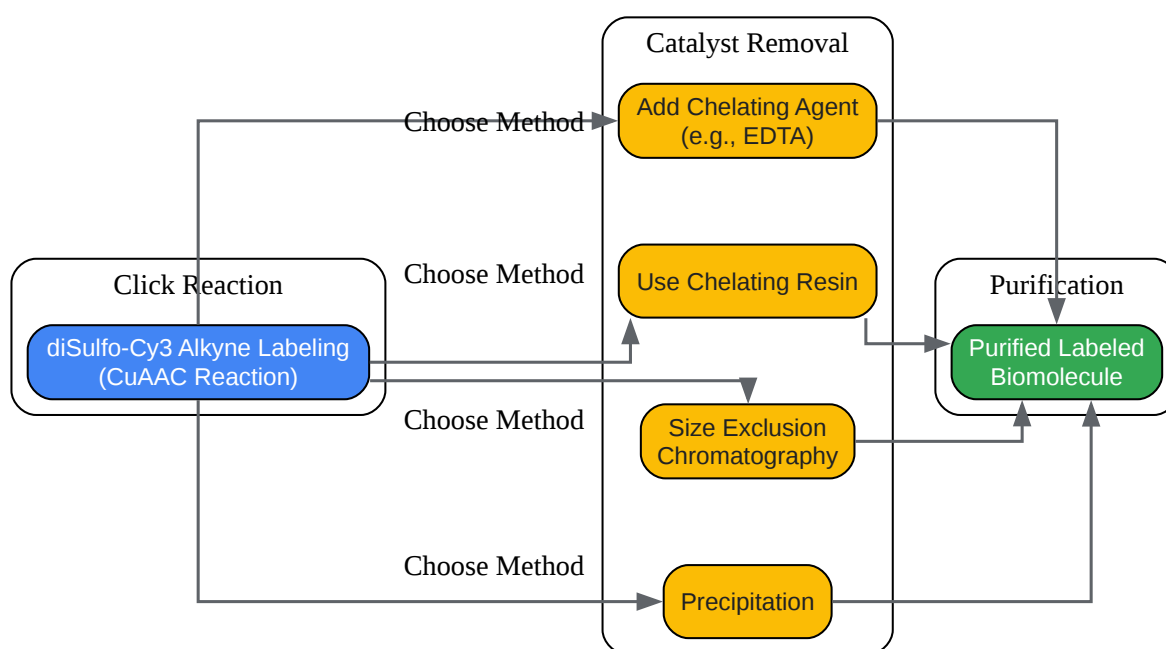 Catalyst Removal
Add Chelating Agent
(e.g., EDTA)
Choose Method
Click Reaction
Choose Method
Use Chelating Resin
Purification
diSulfo-Cy3 Alkyne Labeling
(CuAAC Reaction)
Purified Labeled
Biomolecule
Choose Method
Size Exclusion
Chromatography
Choose Method
Precipitation